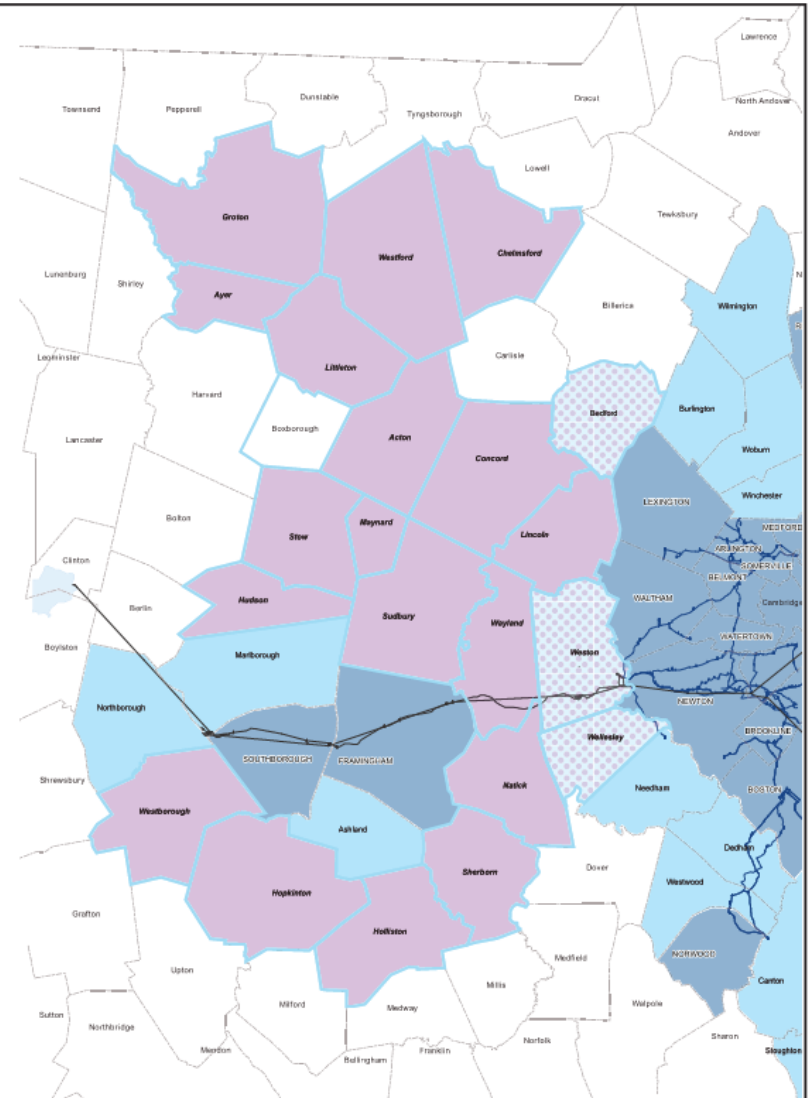 Lawrence
Dunstable
Dracut
North Andover
Townsend
Pepperell
Tyngsborough
Andover
Lowell
Tewksbury
Groton
Westford
Chelmsford
Lunenburg
Shirley
Ayer
N
Billerica
Wilmington
Leominster
Carlisle
Littleton
Harvard
Bedford
Burlington
Boxborough
Acton
Lancaster
Woburn
Concord
Winchester
LEXINGTON
Bolton
Maynard
MEDFORD
Stow
Lincoln
ARLINGTON
Clinton
SOMERVILLE
BELMONT
Hudson
WALTHAM
Cambridge
Berlin
Sudbury
Wayland
WATERTOWN
Boylston
Marlborough
Weston
NEWTON
Northborough
BROOKLINE
Wellesley
SOUTHBOROUGH
FRAMINGHAM
Shrewsbury
Natick
Needham
BOSTON
Westborough
Ashland
Dedham
Dover
Sherborn
Westwood
Hopkinton
Grafton
Holliston
NORWOOD
Medfield
Upton
Canton
Millis
Milford
Walpole
Medway
Sutton
Northbridge
Sharon
Norfolk
Mendon
Franklin
Stoughton
Bellingham